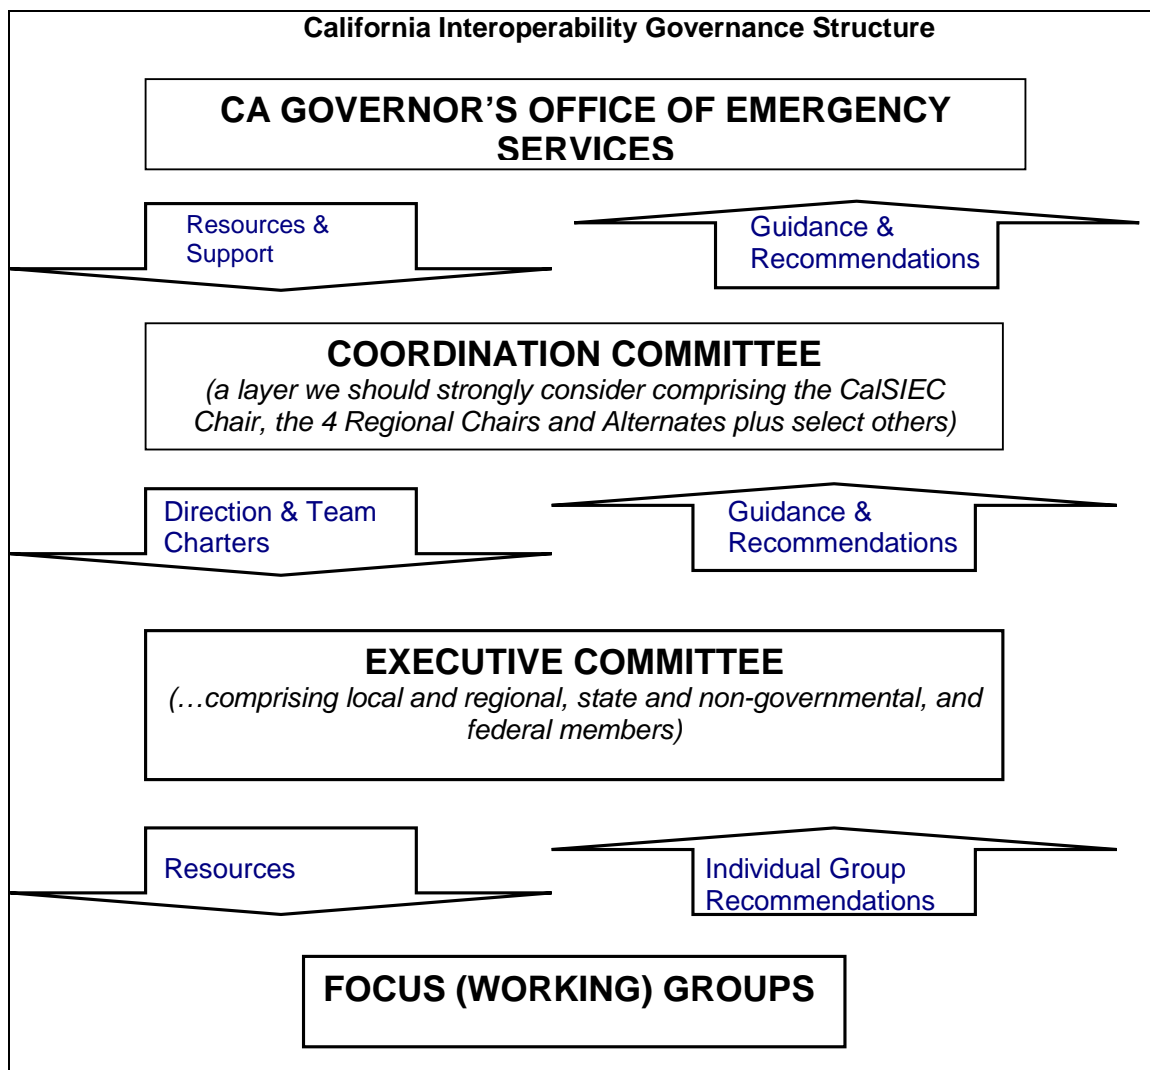 California Interoperability Governance Structure
CA GOVERNOR’S OFFICE OF EMERGENCY
SERVICES
Resources &
Support
Guidance &
Recommendations
COORDINATION COMMITTEE
(a layer we should strongly consider comprising the CalSIEC
Chair, the 4 Regional Chairs and Alternates plus select others)
Direction & Team
Charters
Guidance &
Recommendations
EXECUTIVE COMMITTEE
(…comprising local and regional, state and non-governmental, and
federal members)
Resources
Individual Group
Recommendations
FOCUS (WORKING) GROUPS